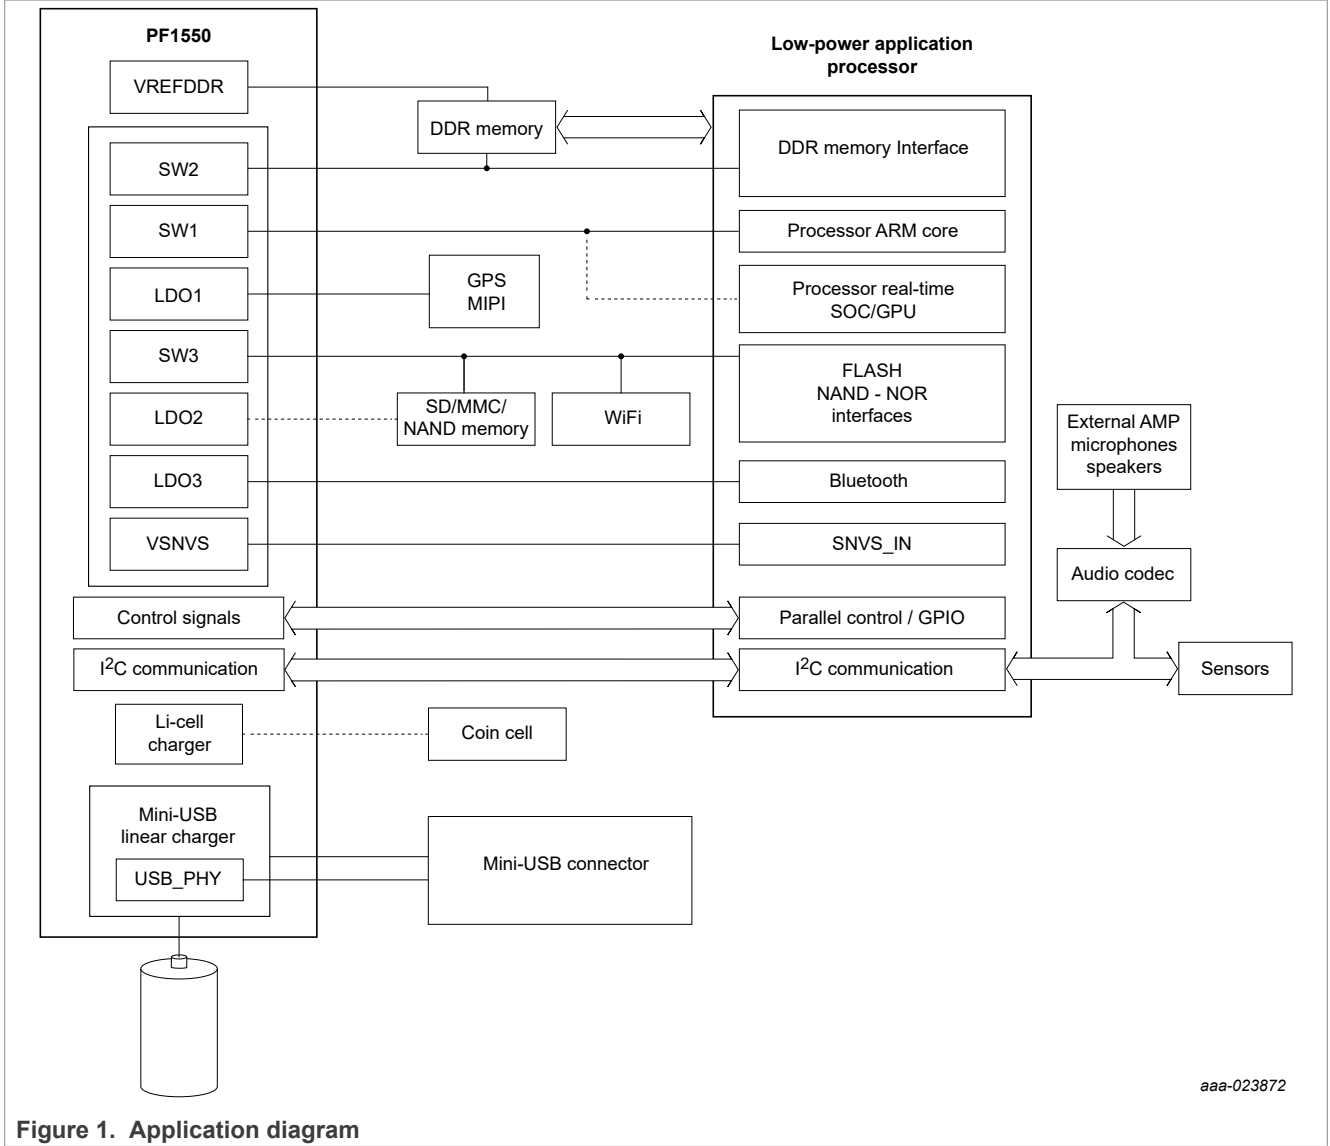 PF1550
VREFDDR
SW2
SW1
LDO1
SW3
LDO2
LDO3
VSNVS
Control signals
I2C communication
Li-cell
charger
Mini-USB
linear charger
USB_PHY
DDR memory
GPS
MIPI
SD/MMC/
NAND memory
WiFi
Coin cell
Mini-USB connector
Low-power application
processor
DDR memory Interface
Processor ARM core
Processor real-time
SOC/GPU
FLASH
NAND - NOR
interfaces
Bluetooth
SNVS_IN
Parallel control / GPIO
I2C communication
External AMP
microphones
speakers
Audio codec
Sensors
aaa-023872
Figure 1. Application diagram